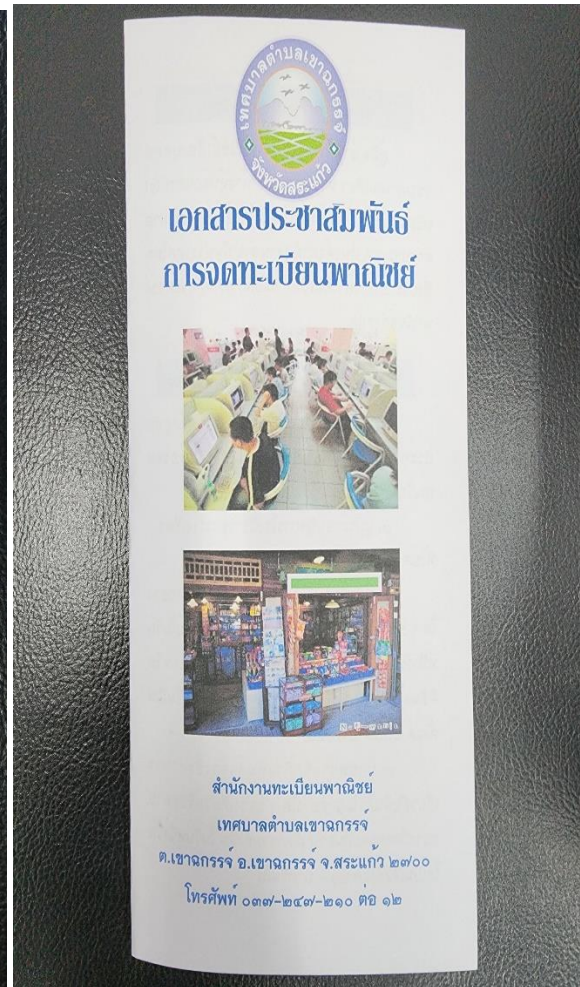 เทศบาลตำบลเขาฉกรรจ์
จังหวัดสระแก้ว
เอกสารประชาสัมพันธ์
การจดทะเบียนพาณิชย์
สำนักงานทะเบียนพาณิชย์
เทศบาลตำบลเขาฉกรรจ์
ต.เขาฉกรรจ์ อ.เขาฉกรรจ์ จ.สระแก้ว ๒๗๐๐
โทรศัพท์ ๐๓๗-๒๔๗-๒๑๐ ต่อ ๑๒